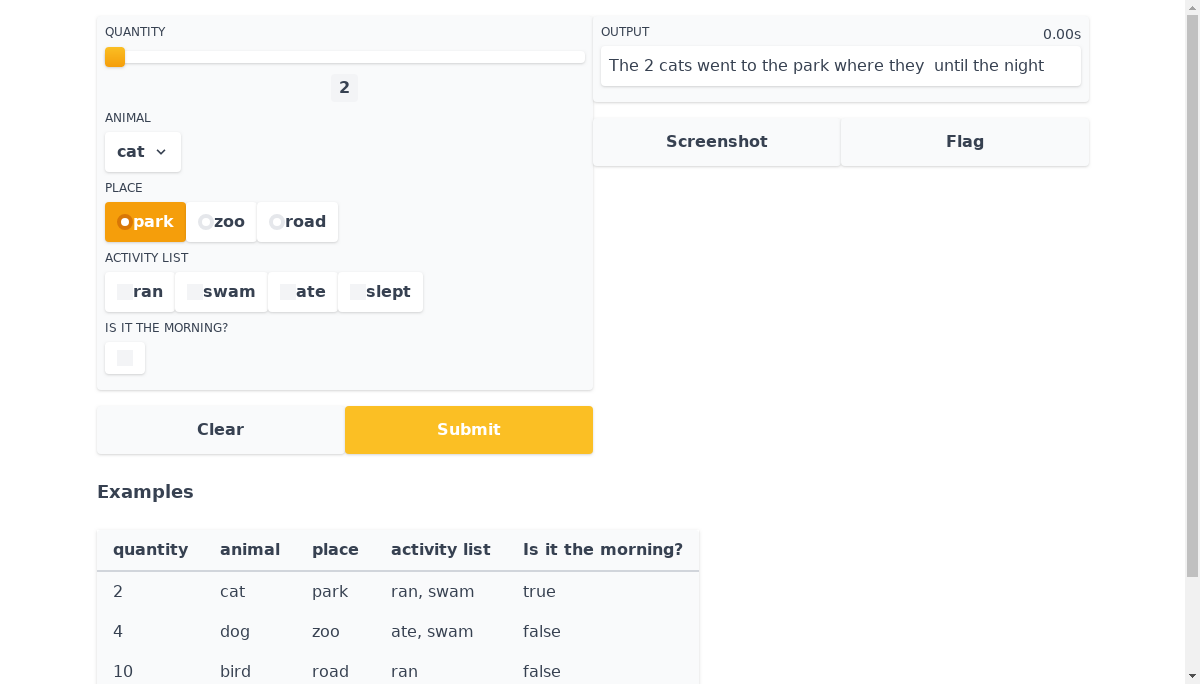 QUANTITY
2
ANIMAL
cat
PLACE
park zoo road
ACTIVITY LIST
ran swam ate slept
IS IT THE MORNING?
Clear Submit
OUTPUT 0.00s
The 2 cats went to the park where they  until the night
Screenshot Flag
Examples
quantity animal place activity list Is it the morning?
2 cat park ran, swam true
4 dog zoo ate, swam false
10 bird road ran false